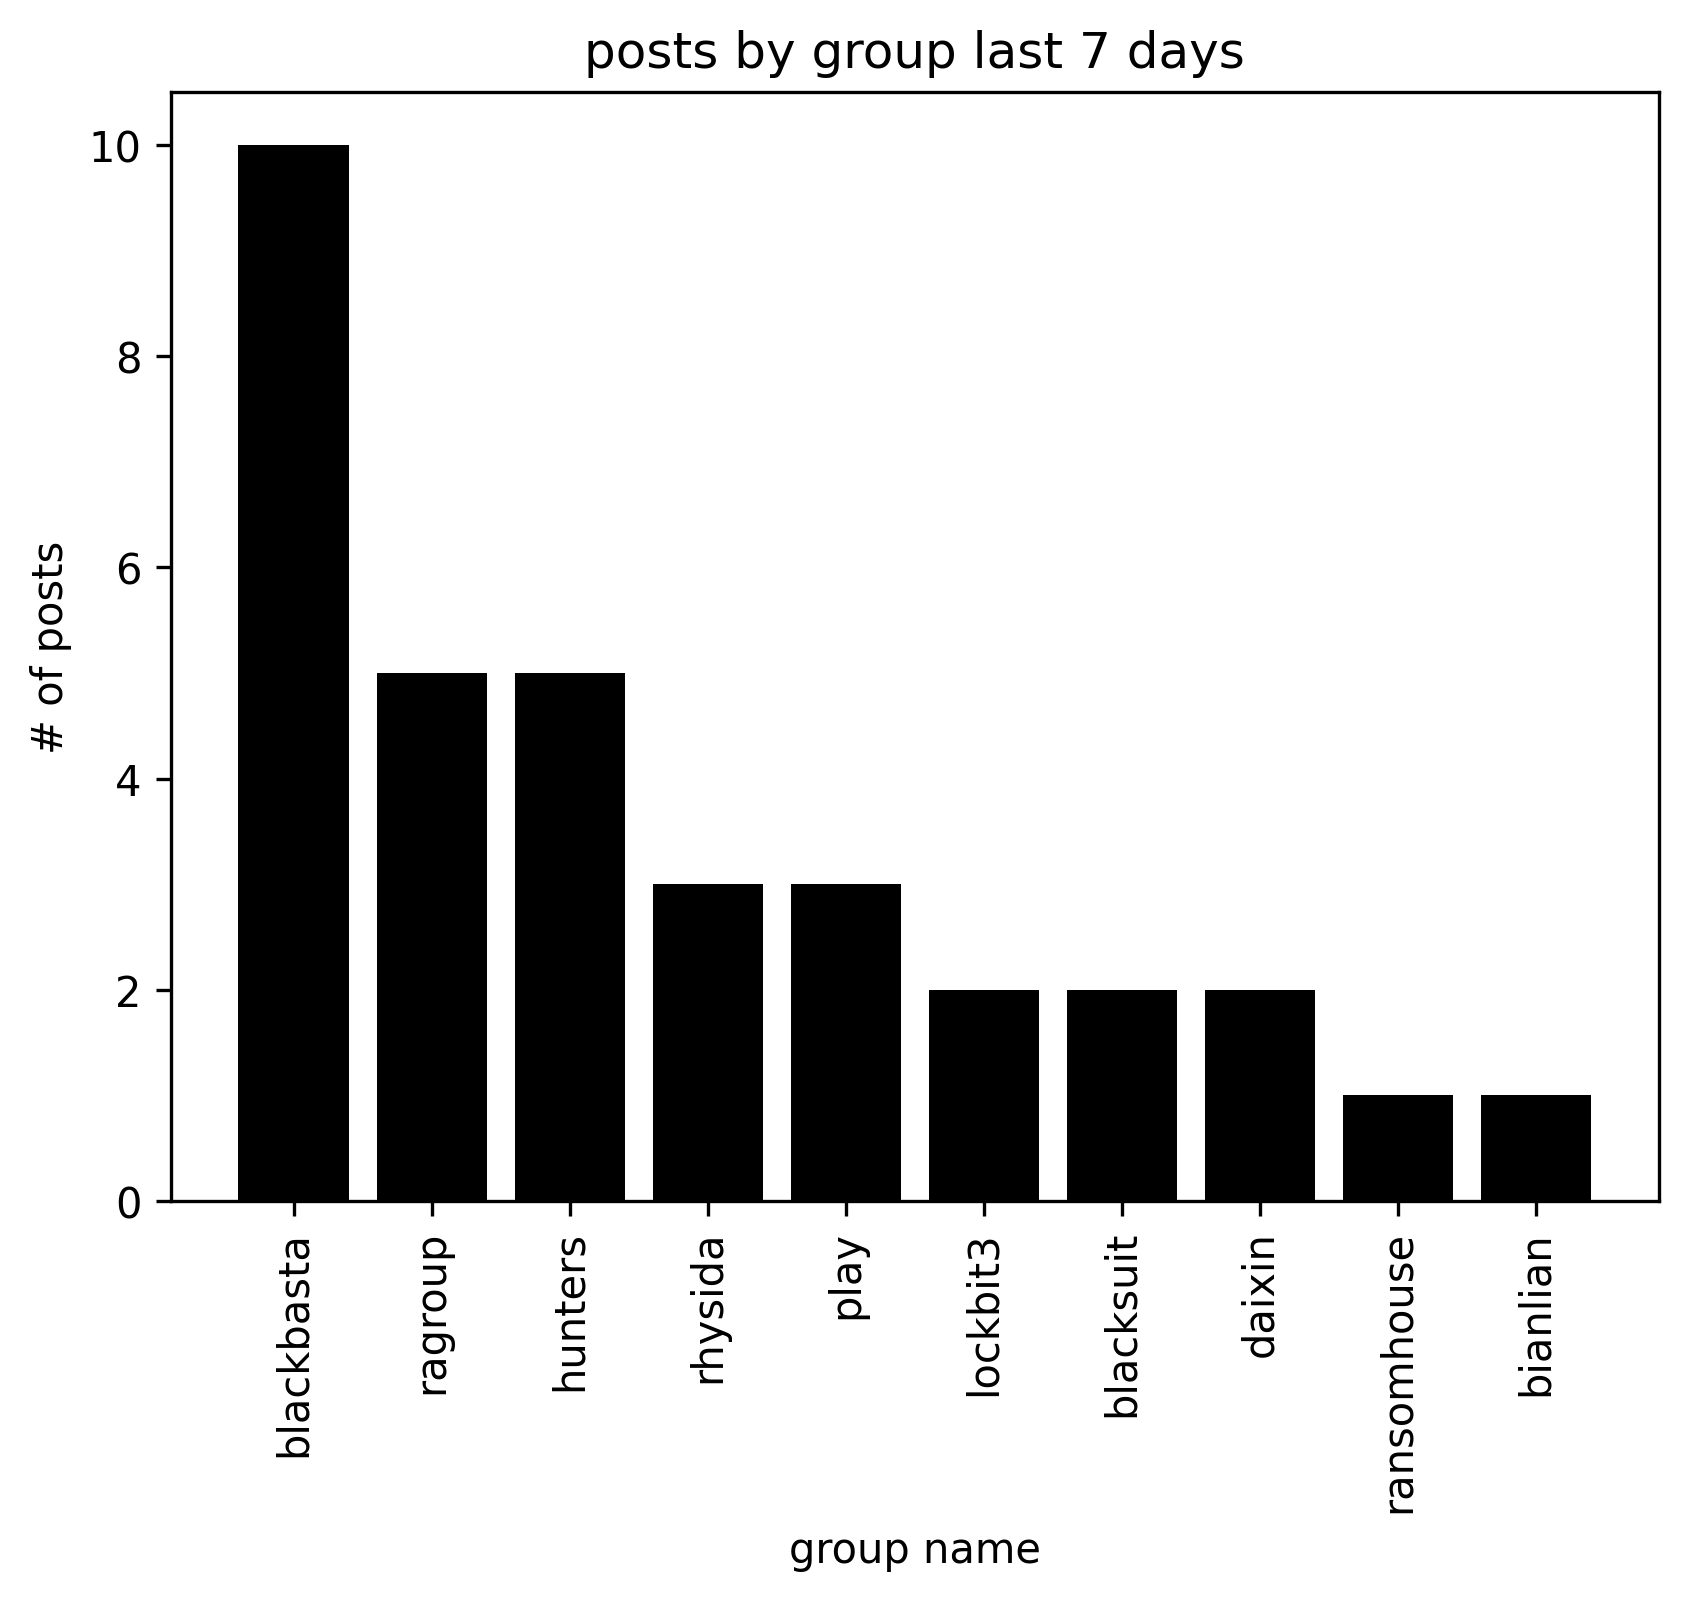 posts by group last 7 days
10
8
6
4
2
0
# of posts
blackbasta
ragroup
hunters
rhysida
play
lockbit3
blacksuit
daixin
ransomhouse
bianlian
group name